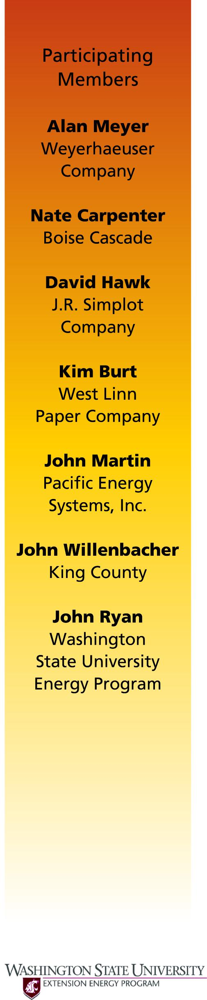 Participating
Members
Alan Meyer
Weyerhaeuser
Company
Nate Carpenter
Boise Cascade
David Hawk
J.R. Simplot
Company
Kim Burt
West Linn
Paper Company
John Martin
Pacific Energy
Systems, Inc.
John Willenbacher
King County
John Ryan
Washington
State University
Energy Program
WASHINGTON STATE UNIVERSITY
EXTENSION ENERGY PROGRAM